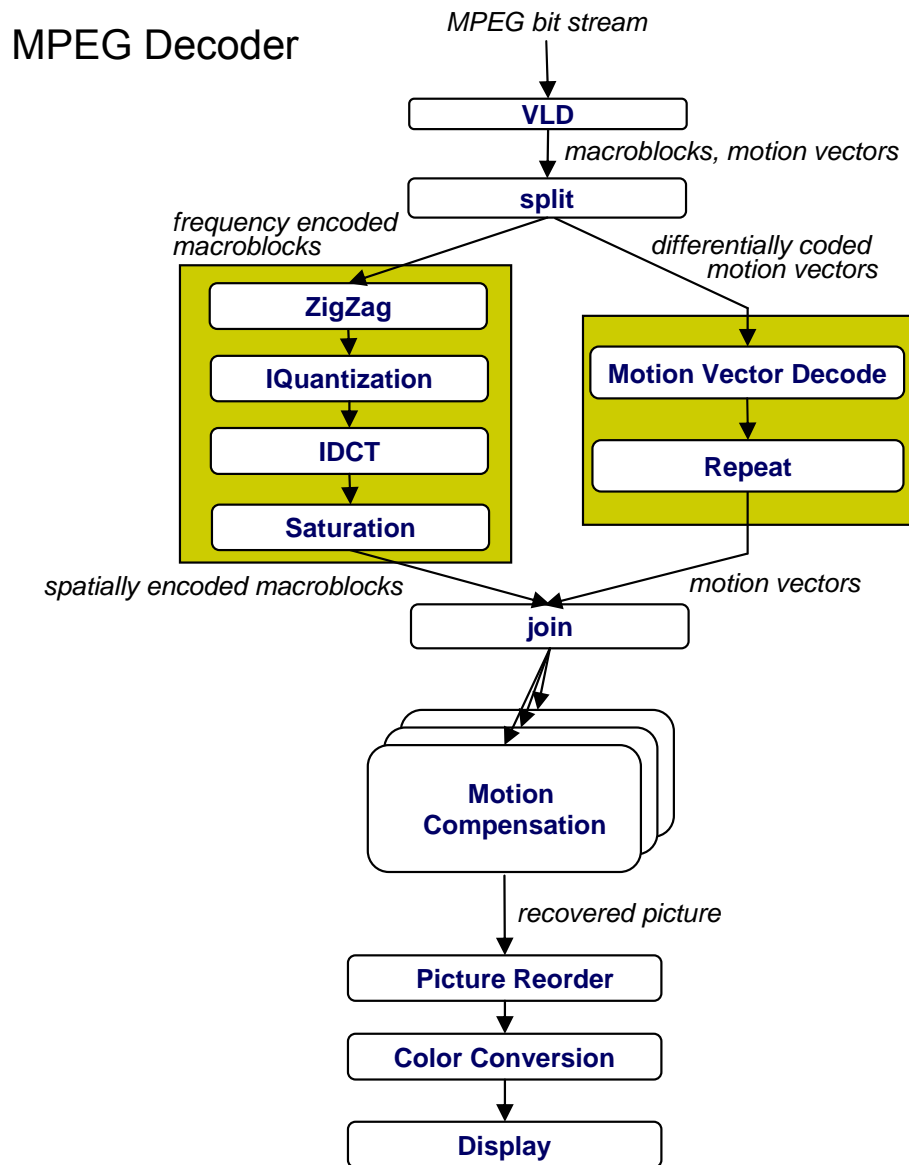 MPEG Decoder
MPEG bit stream
VLD
macroblocks, motion vectors
split
frequency encoded
macroblocks
differentially coded
motion vectors
ZigZag
IQuantization
IDCT
Saturation
Motion Vector Decode
Repeat
spatially encoded macroblocks
motion vectors
join
Motion
Compensation
recovered picture
Picture Reorder
Color Conversion
Display